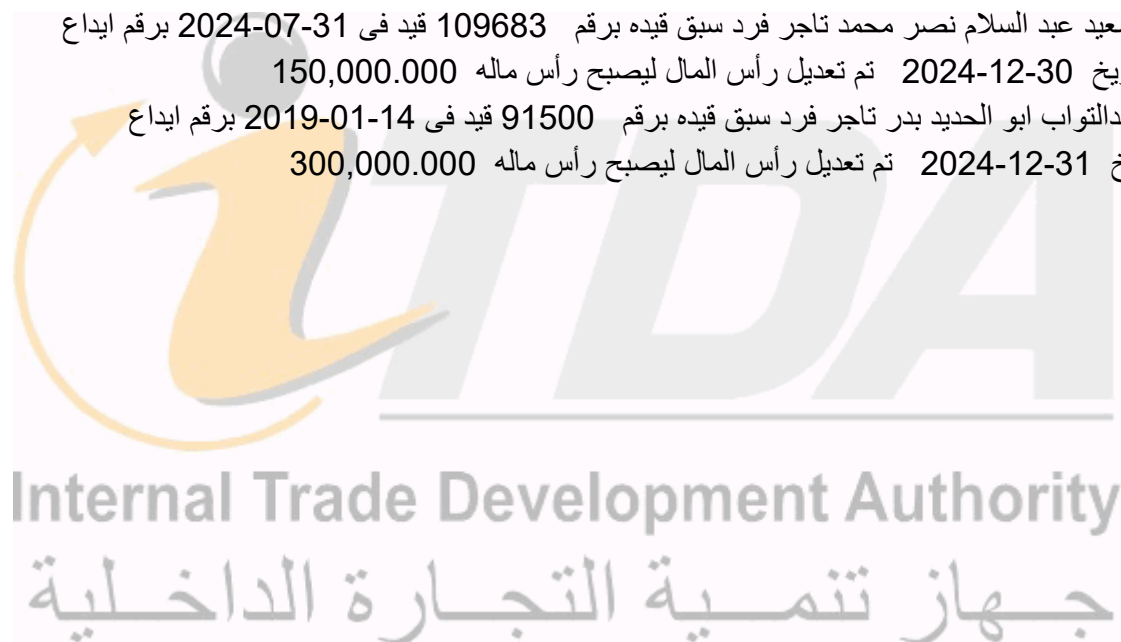 سعيد عبد السلام نصر محمد تاجر فرد سبق قيده برقم 109683 قيد فى 31-07-2024 برقم ايداع
30-12-2024 تم تعديل رأس المال ليصبح رأس ماله 150,000.000
ابو الحديد بدر تاجر فرد سبق قيده برقم 91500 قيد فى 14-01-2019 برقم ايداع
31-12-2024 تم تعديل رأس المال ليصبح رأس ماله 300,000.000
iTDA
Internal Trade Development Authority
جهاز تنمية التجارة الداخلية